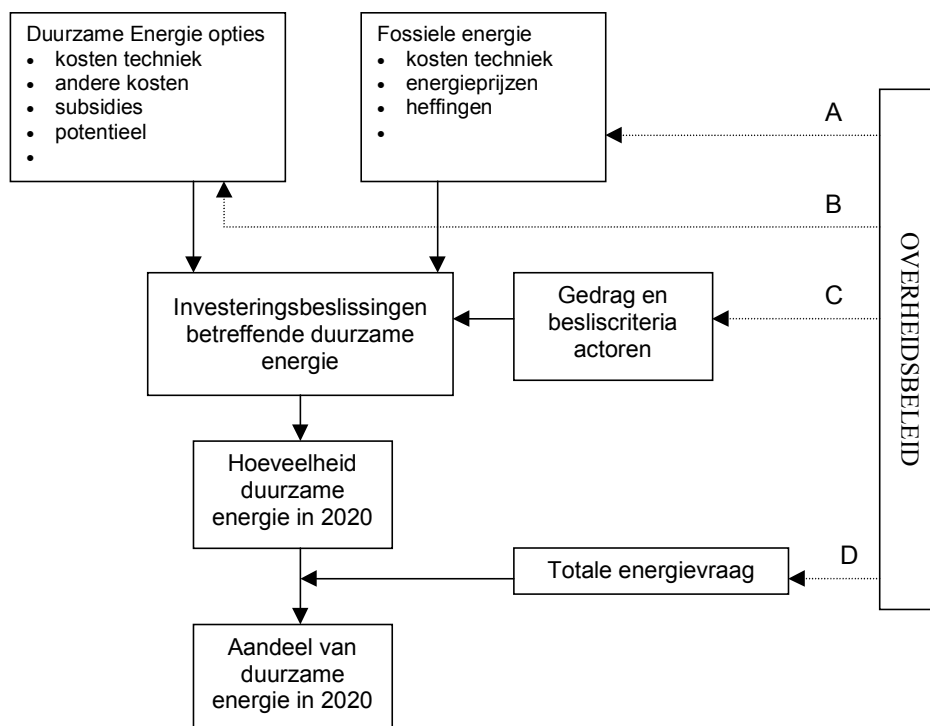 Duurzame Energie opties
• kosten techniek
• andere kosten
• subsidies
• potentieel
•
Fossiele energie
• kosten techniek
• energieprijzen
• heffingen
•
A
B
OVERHEIDSBELEID
Investeringsbeslissingen
betreffende duurzame
energie
Gedrag en
besliscriteria
actoren
C
Hoeveelheid
duurzame
energie in 2020
Totale energievraag
D
Aandeel van
duurzame
energie in 2020